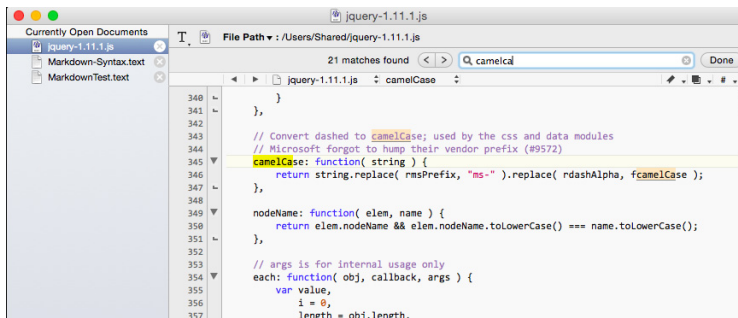 jquery-1.11.1.js
Currently Open Documents
jquery-1.11.1.js
Markdown-Syntax.text
MarkdownTest.text
T. File Path ▾ : /Users/Shared/jquery-1.11.1.js
21 matches found < > camelca Done
jquery-1.11.1.js camelCase # 
340 }
341 },
342
343 // Convert dashed to camelCase; used by the css and data modules
344 // Microsoft forgot to hump their vendor prefix (#9572)
345 camelCase: function( string ) {
346 return string.replace( rmsPrefix, "ms-" ).replace( rdashAlpha, fcamelCase );
347 },
348
349 nodeName: function( elem, name ) {
350 return elem.nodeName && elem.nodeName.toLowerCase() === name.toLowerCase();
351 },
352
353 // args is for internal usage only
354 each: function( obj, callback, args ) {
355 var value,
356 i = 0,
357 length = obj.length,